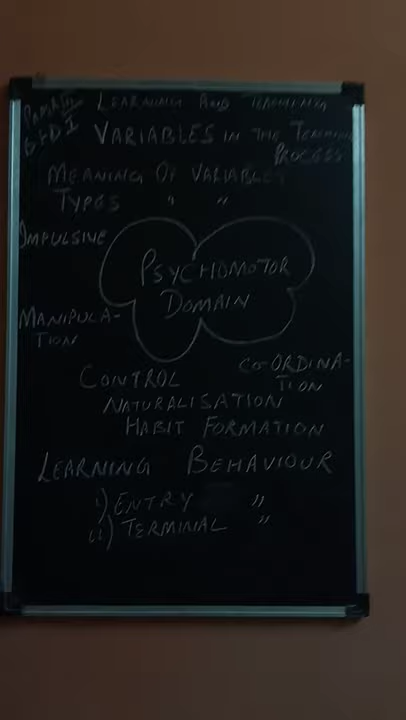 LEARNING AND TEACHING
VARIABLES IN THE TEACHING
PROCESS
MEANING OF VARIABLES
TYPES " "
IMPULSIVE
PSYCHOMOTOR
DOMAIN
MANIPULA-
TION
CO-ORDINA-
TION
CONTROL
NATURALISATION
HABIT FORMATION
LEARNING BEHAVIOUR
i) ENTRY "
ii) TERMINAL "